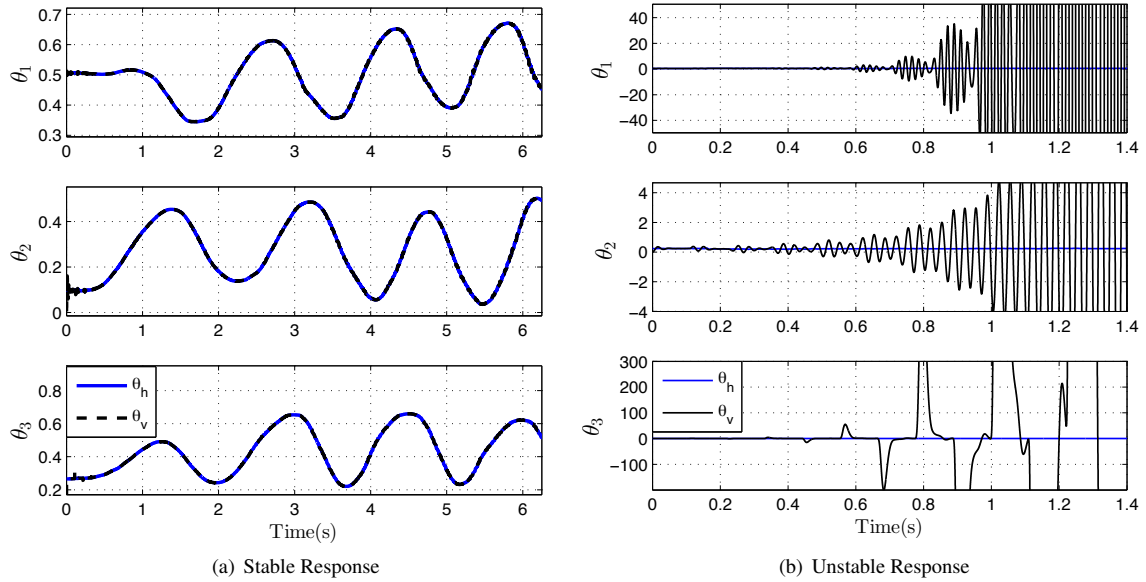 0.7
0.6
0.5
0.4
0.3
θ1
0 1 2 3 4 5 6
0.4
0.2
0
θ2
0 1 2 3 4 5 6
0.8
0.6
0.4
0.2
θ3
θh
θv
0 1 2 3 4 5 6
Time(s)
(a) Stable Response
40
20
0
−20
−40
θ1
0 0.2 0.4 0.6 0.8 1 1.2 1.4
4
2
0
−2
−4
θ2
0 0.2 0.4 0.6 0.8 1 1.2 1.4
300
200
100
0
−100
θ3
θh
θv
0 0.2 0.4 0.6 0.8 1 1.2 1.4
Time(s)
(b) Unstable Response